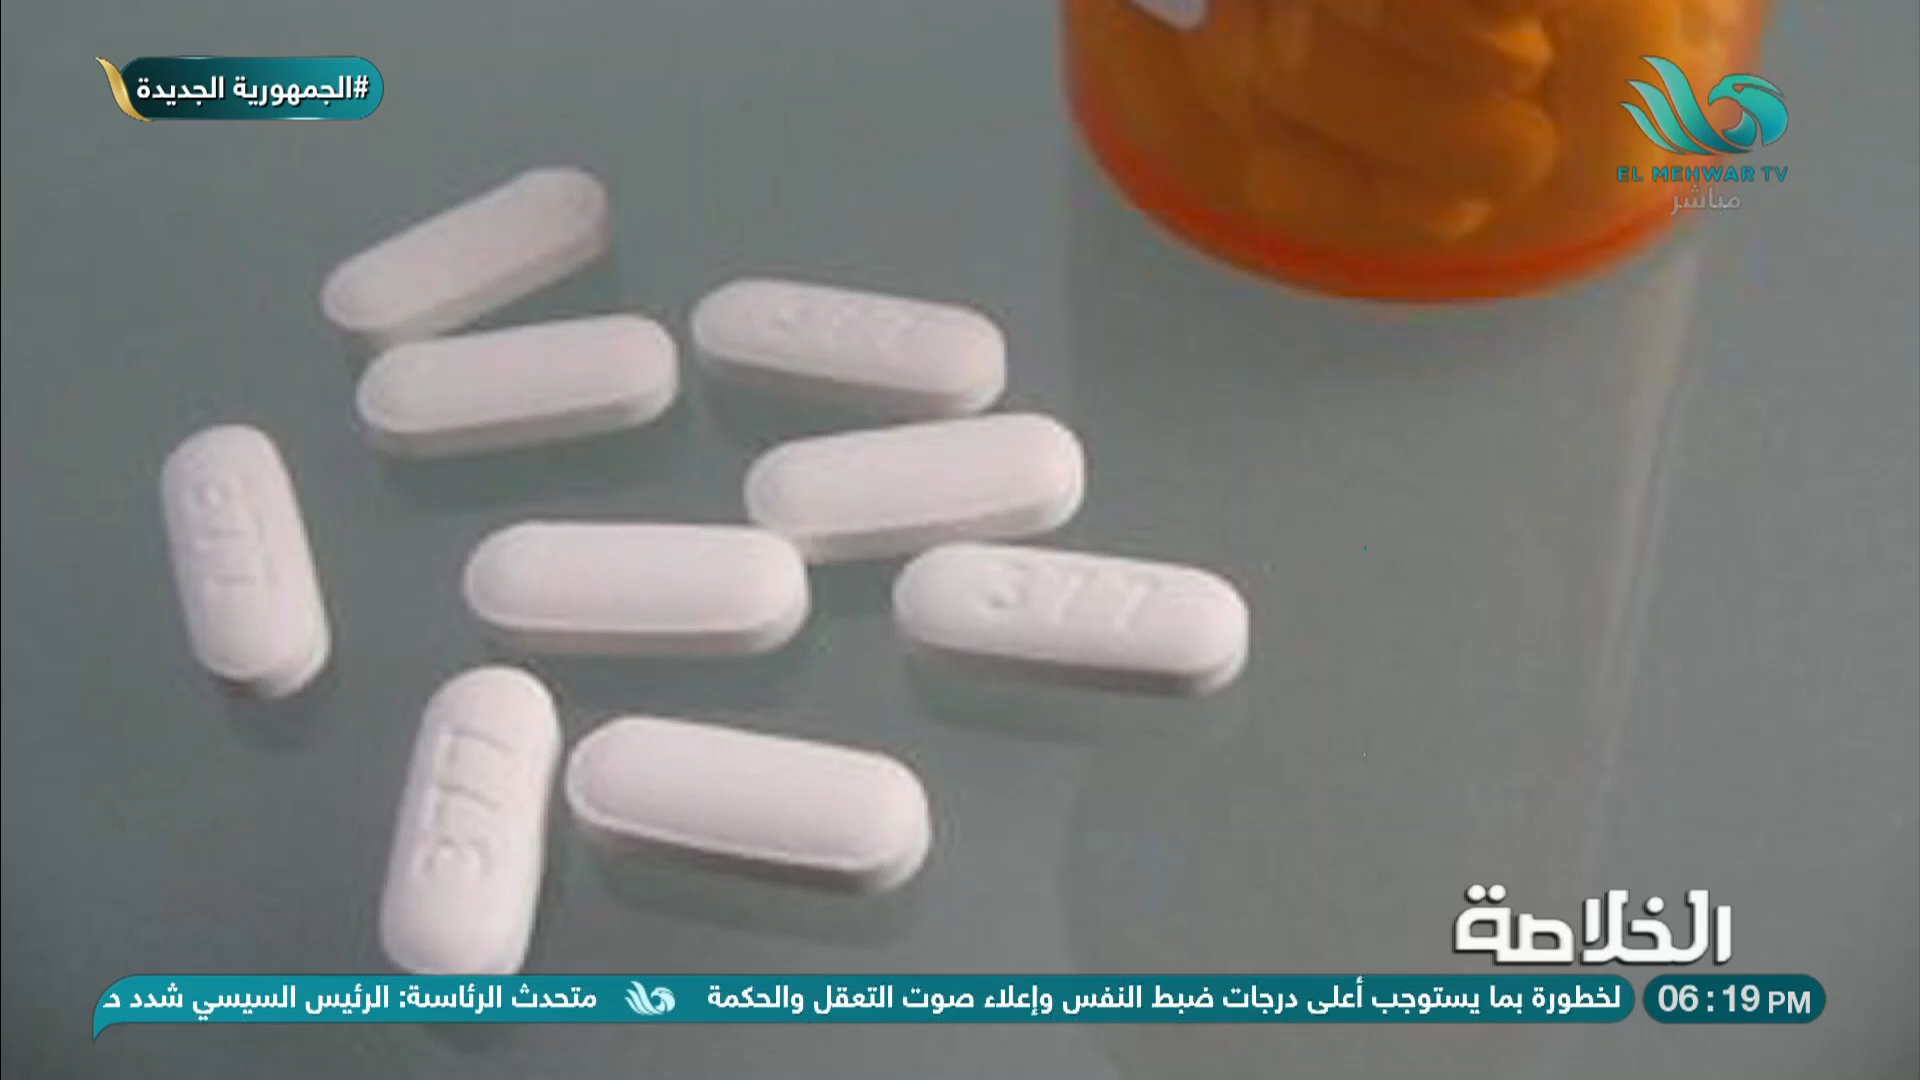 #الجمهورية الجديدة
EL MEHWAR TV
مباشر
الخلاصة
لخطورة بما يستوجب أعلى درجات ضبط النفس وإعلاء صوت التعقل والحكمة
متحدث الرئاسة: الرئيس السيسي شدد
06:19 PM